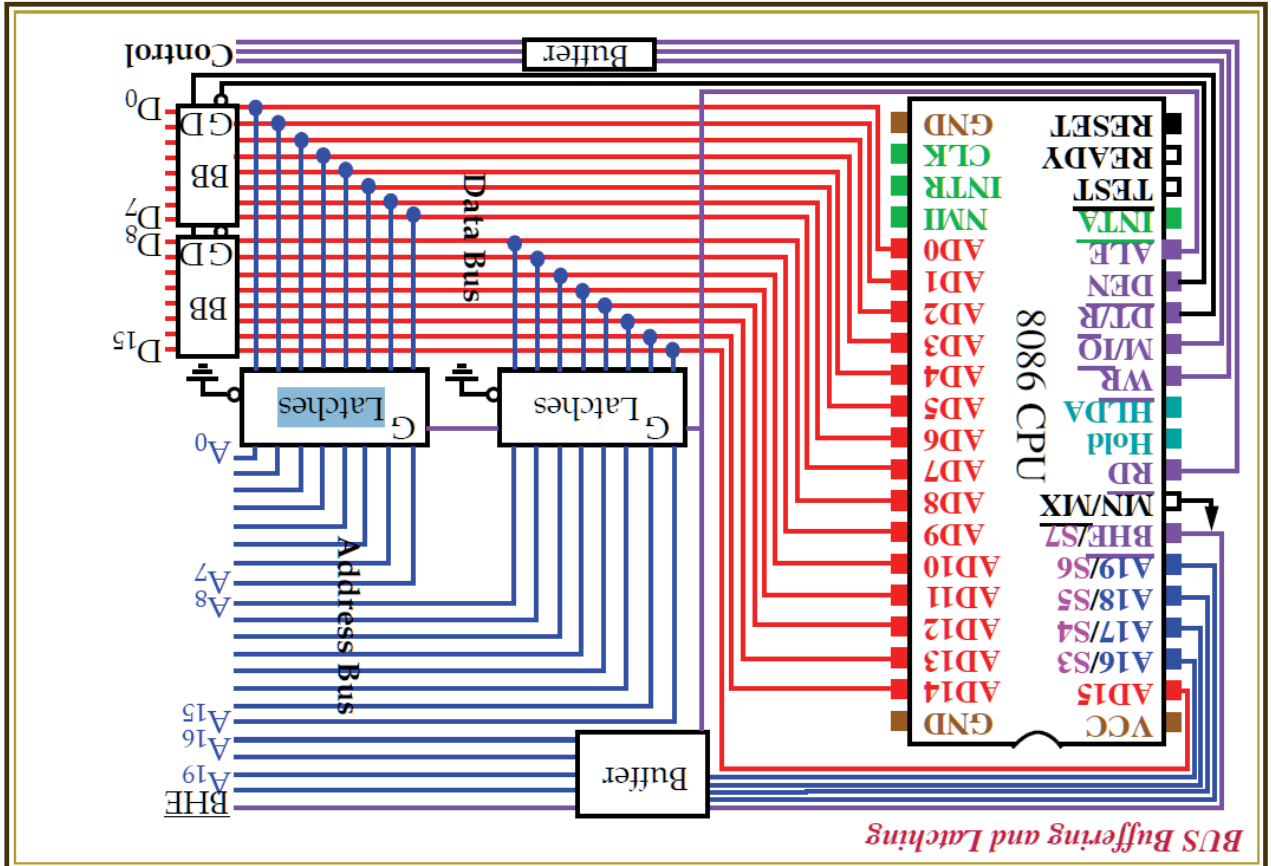 BUS Buffering and Latching
VCC
AD15
A16/S3
A17/S4
A18/S5
A19/S6
BHE/S7
MN/MX
RD
Hold
HLDA
WR
M/IO
DT/R
DEN
ALE
INTA
TEST
READY
RESET
8086 CPU
GND
AD14
AD13
AD12
AD11
AD10
AD9
AD8
AD7
AD6
AD5
AD4
AD3
AD2
AD1
AD0
NMI
INTR
CLK
GND
Buffer
BHE
A19
A16
A15
A8
A7
A0
Address Bus
G
Latches
G
Latches
Data Bus
D15
BB
GD
D8
D7
BB
GD
D0
Buffer
Control